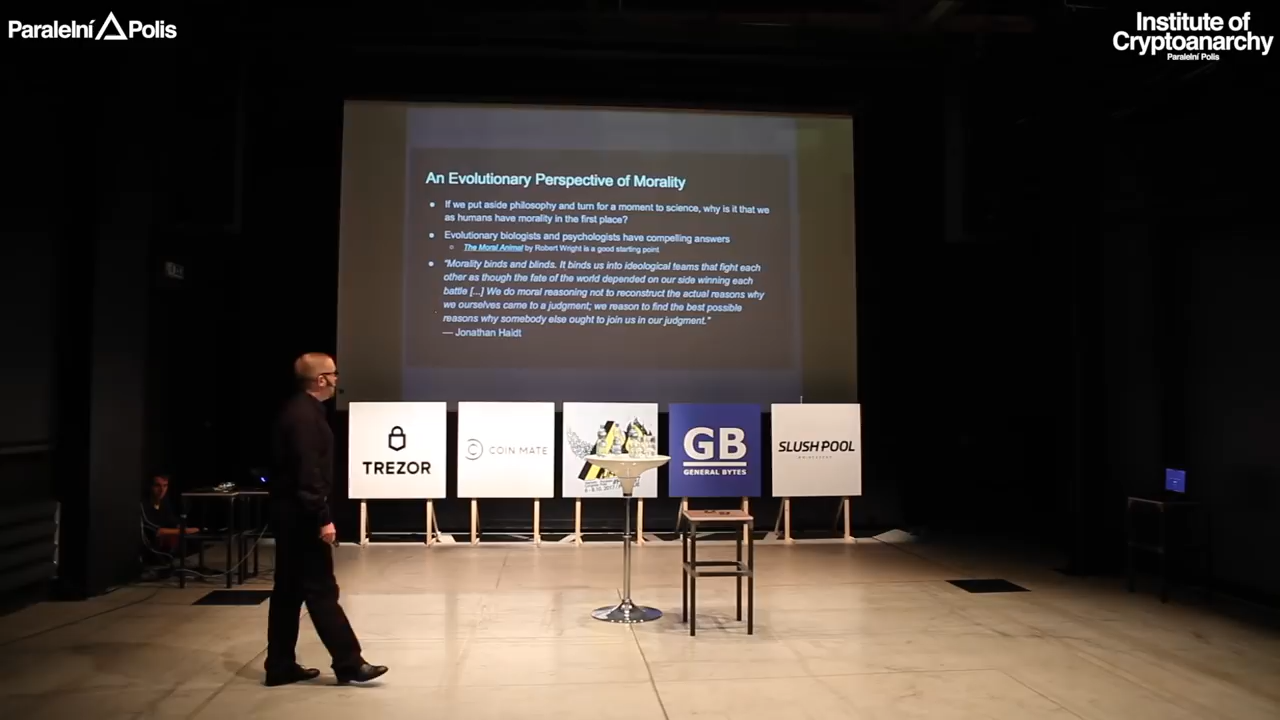 Paralelní Polis
Institute of
Cryptoanarchy
Paralelní Polis
An Evolutionary Perspective of Morality
If we put aside philosophy and turn for a moment to science, why is it that we
as humans have morality in the first place?
Evolutionary biologists and psychologists have compelling answers
The Moral Animal by Robert Wright is a good starting point
"Morality binds and blinds. It binds us into ideological teams that fight each
other as though the fate of the world depended on our side winning each
battle [...] We do moral reasoning not to reconstruct the actual reasons why
we ourselves came to a judgment; we reason to find the best possible
reasons why somebody else ought to join us in our judgment."
— Jonathan Haidt
TREZOR
COINMATE
GB
GENERAL BYTES
SLUSH POOL